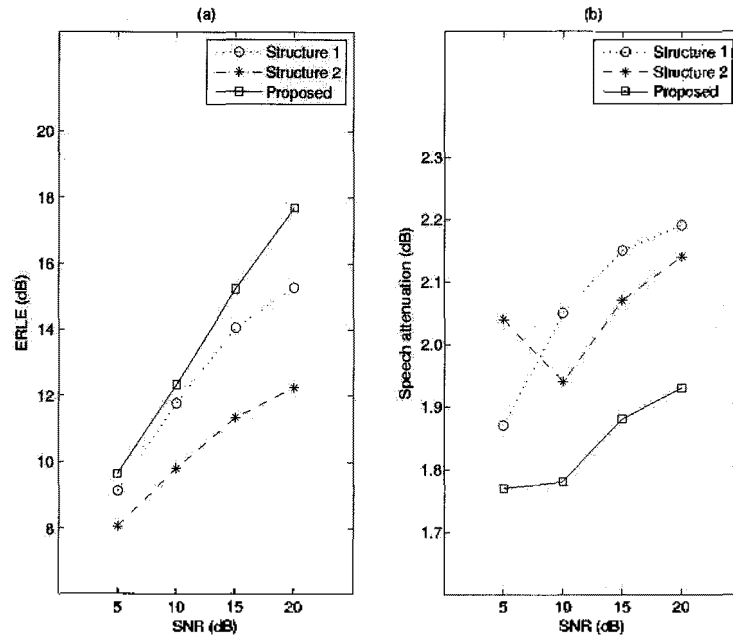 (a)
Structure 1
Structure 2
Proposed
20
18
16
14
12
10
8
ERLE (dB)
5 10 15 20
SNR (dB)
(b)
Structure 1
Structure 2
Proposed
2.3
2.2
2.1
2.0
1.9
1.8
1.7
Speech attenuation (dB)
5 10 15 20
SNR (dB)